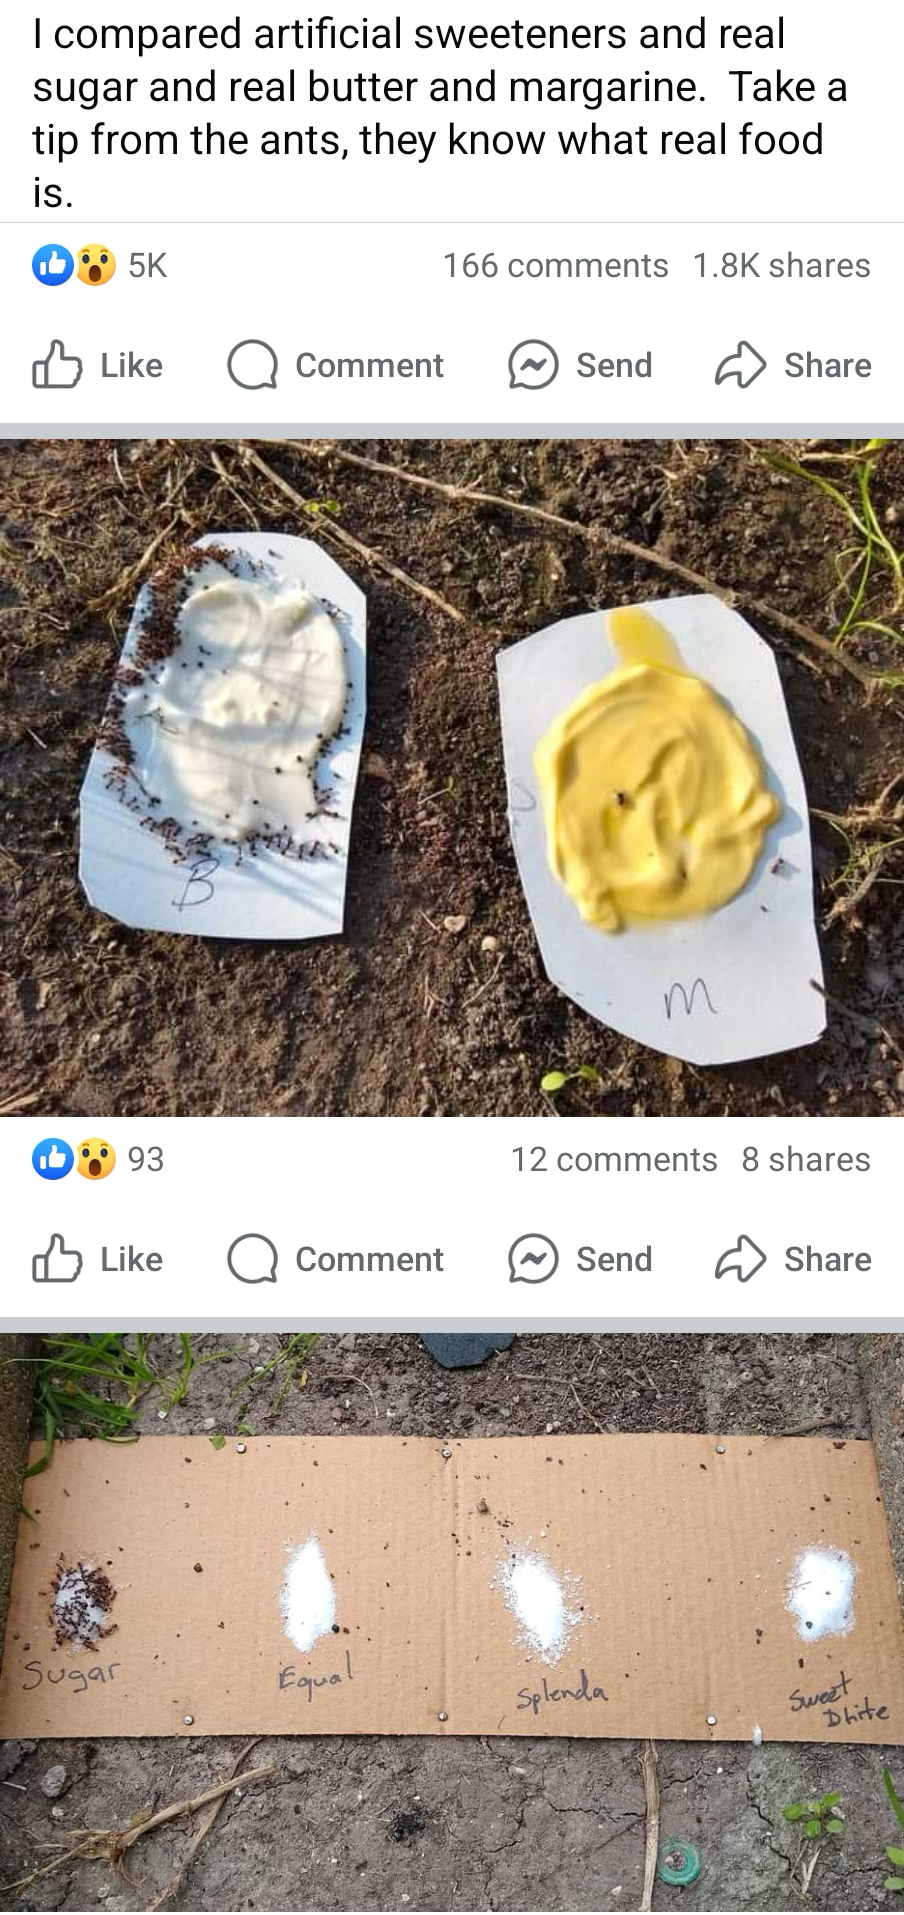 I compared artificial sweeteners and real
sugar and real butter and margarine. Take a
tip from the ants, they know what real food
is.
5K 166 comments 1.8K shares
Like Comment Send Share
B
m
93 12 comments 8 shares
Like Comment Send Share
Sugar Equal Splenda Sweet
Dhite